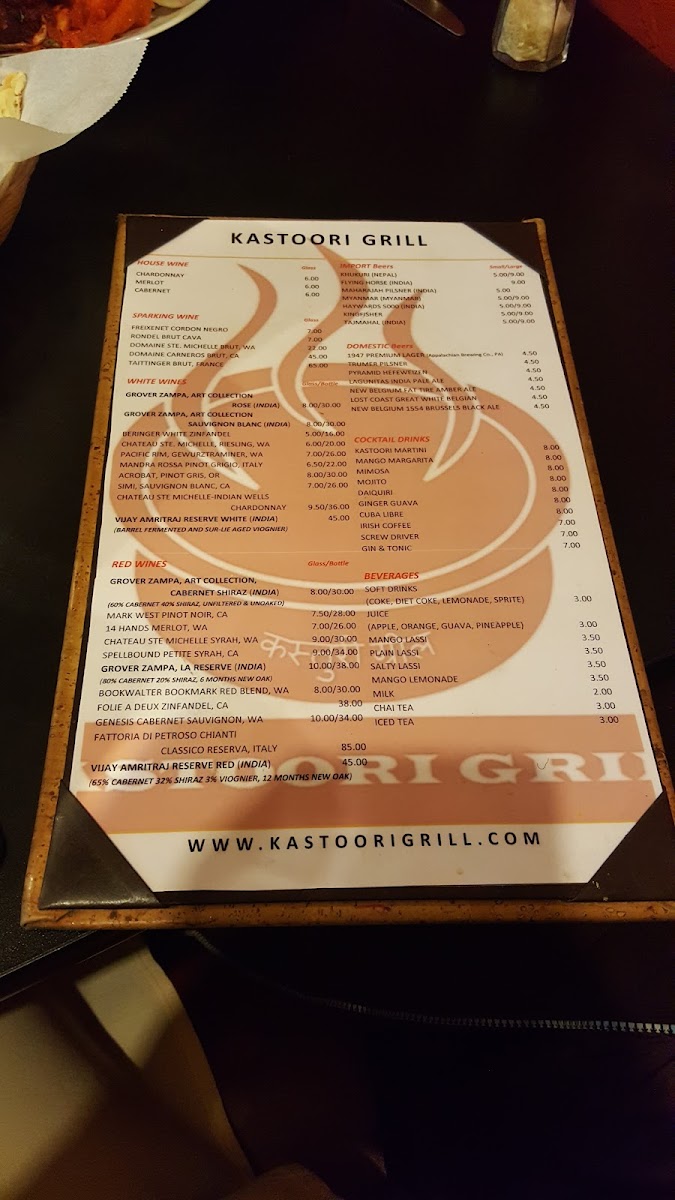 KASTOORI GRILL
HOUSE WINE Glass
CHARDONNAY 6.00
MERLOT 6.00
CABERNET 6.00
SPARKING WINE Glass
FREIXENET CORDON NEGRO 7.00
RONDEL BRUT CAVA 7.00
DOMAINE STE. MICHELLE BRUT, WA 22.00
DOMAINE CARNEROS BRUT, CA 45.00
TAITTINGER BRUT, FRANCE 65.00
WHITE WINES Glass/Bottle
GROVER ZAMPA, ART COLLECTION
ROSE (INDIA) 8.00/30.00
GROVER ZAMPA, ART COLLECTION
SAUVIGNON BLANC (INDIA) 8.00/30.00
BERINGER WHITE ZINFANDEL 5.00/16.00
CHATEAU STE. MICHELLE, RIESLING, WA 6.00/20.00
PACIFIC RIM, GEWURZTRAMINER, WA 7.00/26.00
MANDRA ROSSA PINOT GRIGIO, ITALY 6.50/22.00
ACROBAT, PINOT GRIS, OR 8.00/30.00
SIMI, SAUVIGNON BLANC, CA 7.00/26.00
CHATEAU STE MICHELLE-INDIAN WELLS
CHARDONNAY 9.50/36.00
VIJAY AMRITRAJ RESERVE WHITE (INDIA) 45.00
(BARREL FERMENTED AND SUR-LIE AGED VIOGNIER)
RED WINES Glass/Bottle
GROVER ZAMPA, ART COLLECTION,
CABERNET SHIRAZ (INDIA) 8.00/30.00
(60% CABERNET 40% SHIRAZ, UNFILTERED & UNOAKED)
MARK WEST PINOT NOIR, CA 7.50/28.00
14 HANDS MERLOT, WA 7.00/26.00
CHATEAU STE MICHELLE SYRAH, WA 9.00/30.00
SPELLBOUND PETITE SYRAH, CA 9.00/34.00
GROVER ZAMPA, LA RESERVE (INDIA) 10.00/38.00
(80% CABERNET 20% SHIRAZ, 6 MONTHS NEW OAK)
BOOKWALTER BOOKMARK RED BLEND, WA 8.00/30.00
FOLIE A DEUX ZINFANDEL, CA 38.00
GENESIS CABERNET SAUVIGNON, WA 10.00/34.00
FATTORIA DI PETROSO CHIANTI
CLASSICO RESERVA, ITALY 85.00
VIJAY AMRITRAJ RESERVE RED (INDIA) 45.00
(65% CABERNET 32% SHIRAZ 3% VIOGNIER, 12 MONTHS NEW OAK)
IMPORT Beers Small/Large
KHUKURI (NEPAL) 5.00/9.00
FLYING HORSE (INDIA) 9.00
MAHARAJAH PILSNER (INDIA) 5.00
MYANMAR (MYANMAR) 5.00/9.00
HAYWARDS 5000 (INDIA) 5.00/9.00
KINGFISHER 5.00/9.00
TAJMAHAL (INDIA) 5.00/9.00
DOMESTIC Beers
1947 PREMIUM LAGER (Appalachian Brewing Co., PA) 4.50
TRUMER PILSNER 4.50
PYRAMID HEFEWEIZEN 4.50
LAGUNITAS INDIA PALE ALE 4.50
NEW BELGIUM FAT TIRE AMBER ALE 4.50
LOST COAST GREAT WHITE BELGIAN 4.50
NEW BELGIUM 1554 BRUSSELS BLACK ALE 4.50
COCKTAIL DRINKS
KASTOORI MARTINI 8.00
MANGO MARGARITA 8.00
MIMOSA 8.00
MOJITO 8.00
DAIQUIRI 8.00
GINGER GUAVA 8.00
CUBA LIBRE 8.00
IRISH COFFEE 7.00
SCREW DRIVER 7.00
GIN & TONIC 7.00
BEVERAGES
SOFT DRINKS
(COKE, DIET COKE, LEMONADE, SPRITE) 3.00
JUICE
(APPLE, ORANGE, GUAVA, PINEAPPLE) 3.00
MANGO LASSI 3.50
PLAIN LASSI 3.50
SALTY LASSI 3.50
MANGO LEMONADE 3.50
MILK 2.00
CHAI TEA 3.00
ICED TEA 3.00
OORI GRI
WWW.KASTOORIGRILL.COM